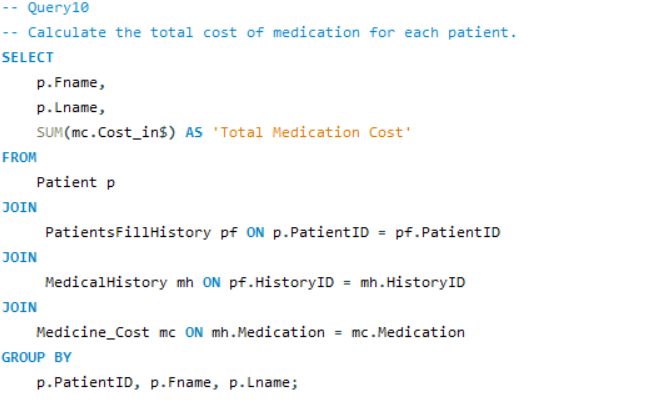 -- Query10
-- Calculate the total cost of medication for each patient.
SELECT
    p.Fname,
    p.Lname,
    SUM(mc.Cost_in$) AS 'Total Medication Cost'
FROM
    Patient p
JOIN
     PatientsFillHistory pf ON p.PatientID = pf.PatientID
JOIN
     MedicalHistory mh ON pf.HistoryID = mh.HistoryID
JOIN
    Medicine_Cost mc ON mh.Medication = mc.Medication
GROUP BY
    p.PatientID, p.Fname, p.Lname;